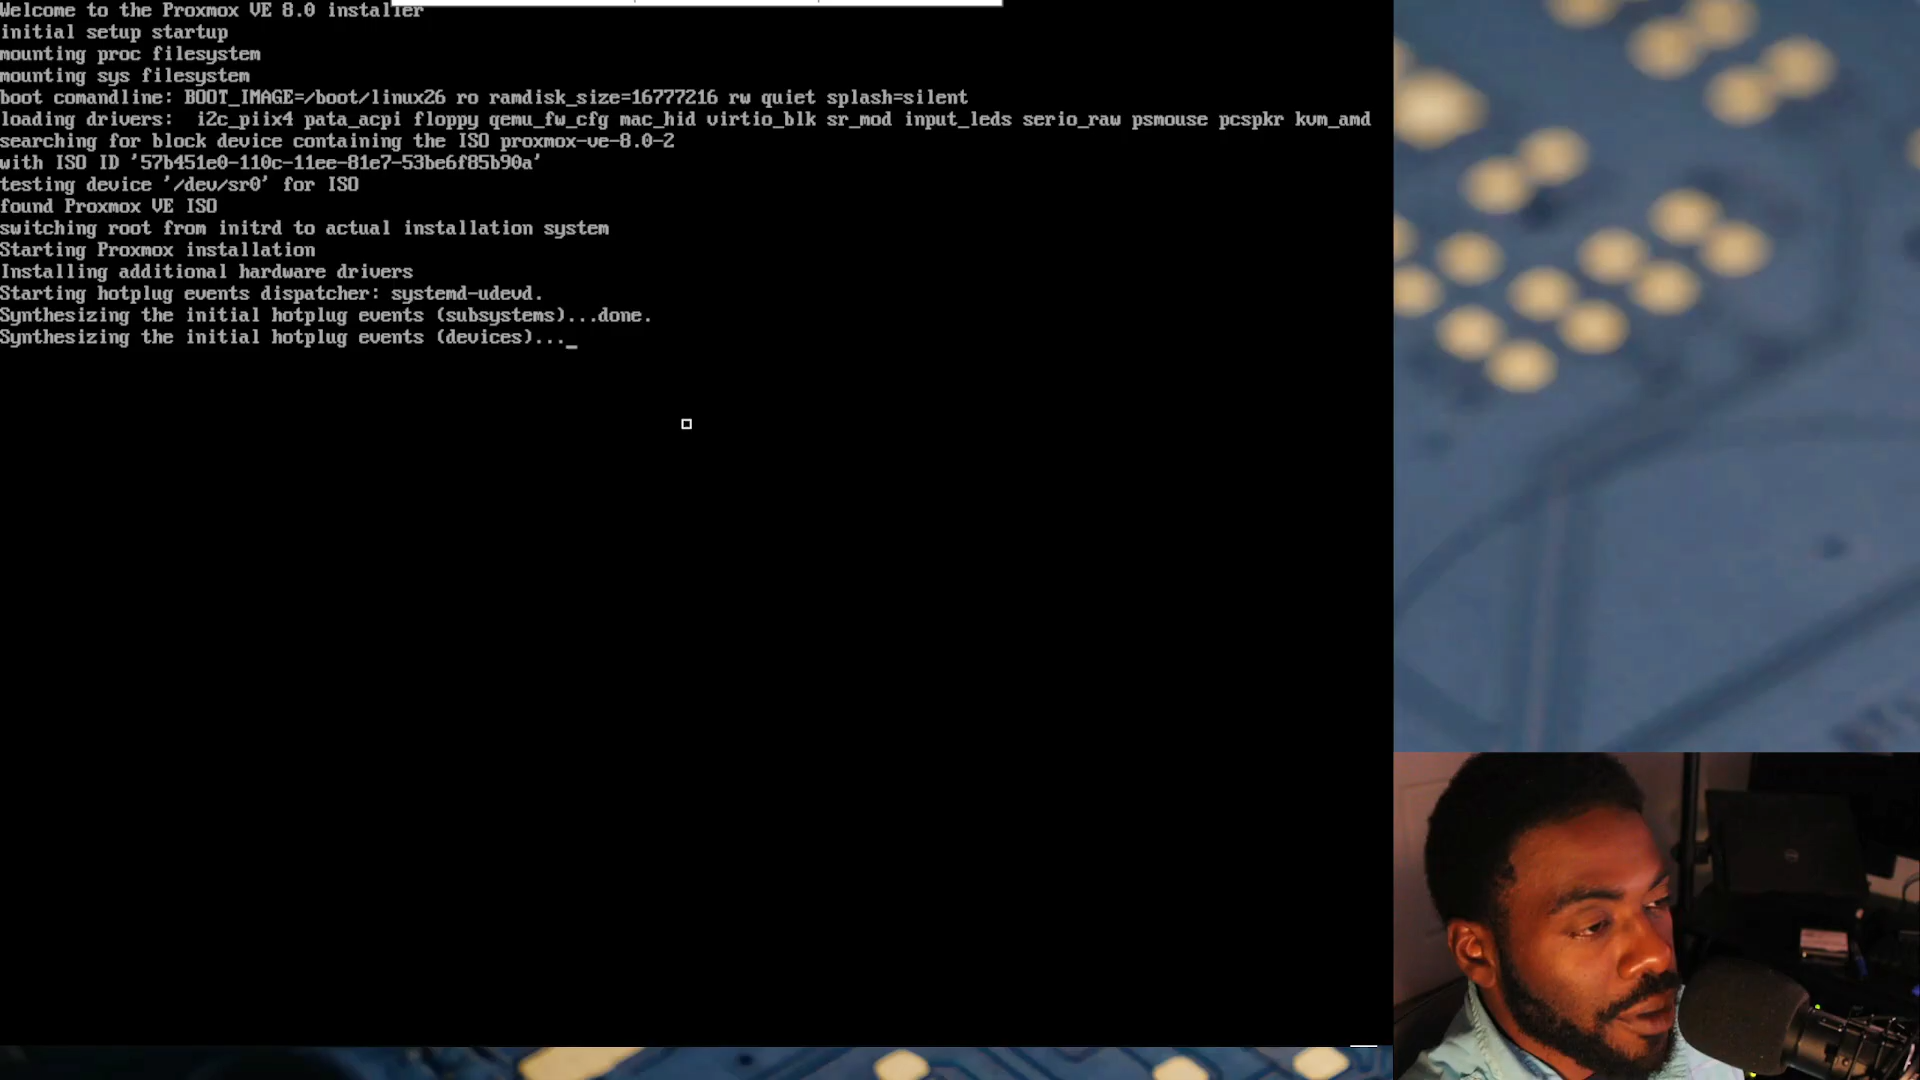 Welcome to the Proxmox VE 8.0 installer
initial setup startup
mounting proc filesystem
mounting sys filesystem
boot comandline: BOOT_IMAGE=/boot/linux26 ro ramdisk_size=16777216 rw quiet splash=silent
loading drivers:  i2c_piix4 pata_acpi floppy qemu_fw_cfg mac_hid virtio_blk sr_mod input_leds serio_raw psmouse pcspkr kvm_amd
searching for block device containing the ISO proxmox-ve-8.0-2
with ISO ID '57b451e0-110c-11ee-81e7-53be6f85b90a'
testing device '/dev/sr0' for ISO
found Proxmox VE ISO
switching root from initrd to actual installation system
Starting Proxmox installation
Installing additional hardware drivers
Starting hotplug events dispatcher: systemd-udevd.
Synthesizing the initial hotplug events (subsystems)...done.
Synthesizing the initial hotplug events (devices)..._